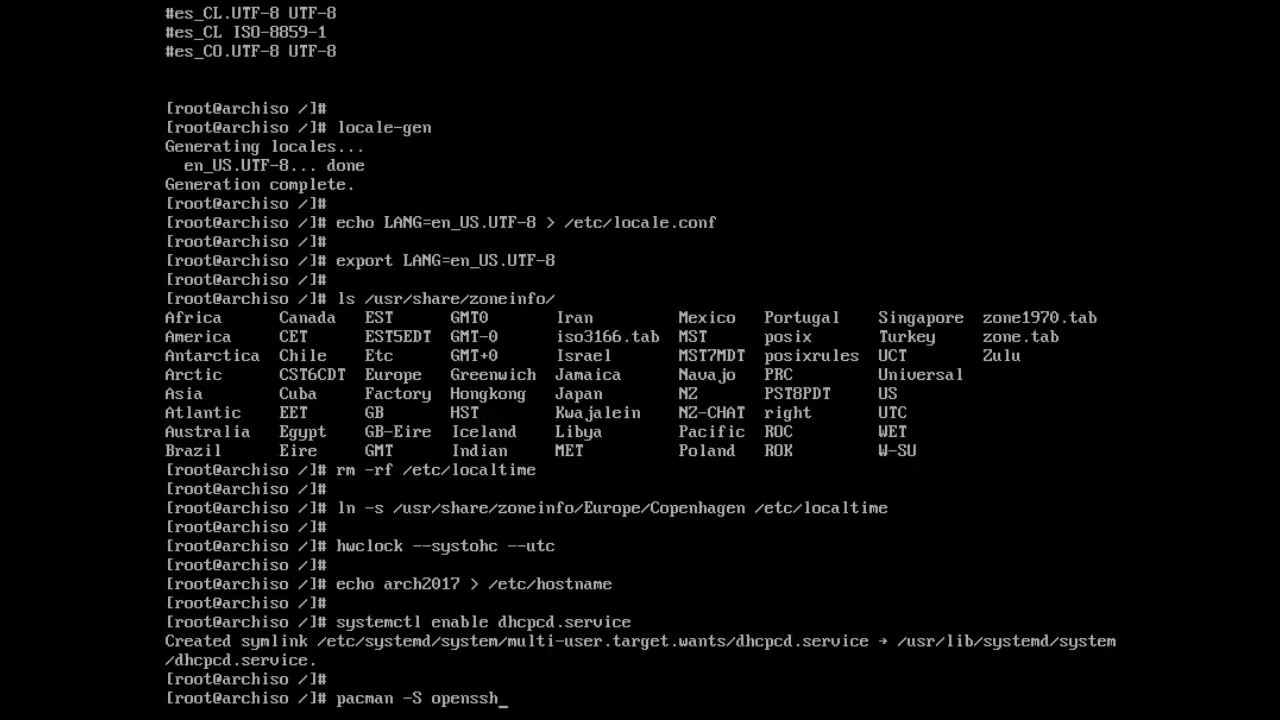 #es_CL.UTF-8 UTF-8
#es_CL ISO-8859-1
#es_CO.UTF-8 UTF-8
[root@archiso /]#
[root@archiso /]# locale-gen
Generating locales...
  en_US.UTF-8... done
Generation complete.
[root@archiso /]#
[root@archiso /]# echo LANG=en_US.UTF-8 > /etc/locale.conf
[root@archiso /]#
[root@archiso /]# export LANG=en_US.UTF-8
[root@archiso /]#
[root@archiso /]# ls /usr/share/zoneinfo/
Africa      Canada   EST      GMT0       Iran         Mexico   Portugal    Singapore  zone1970.tab
America     CET      EST5EDT  GMT-0      iso3166.tab  MST      posix       Turkey     zone.tab
Antarctica  Chile    Etc      GMT+0      Israel       MST7MDT  posixrules  UCT        Zulu
Arctic      CST6CDT  Europe   Greenwich  Jamaica      Navajo   PRC         Universal
Asia        Cuba     Factory  Hongkong   Japan        NZ       PST8PDT     US
Atlantic    EET      GB       HST        Kwajalein    NZ-CHAT  right       UTC
Australia   Egypt    GB-Eire  Iceland    Libya        Pacific  ROC         WET
Brazil      Eire     GMT      Indian     MET          Poland   ROK         W-SU
[root@archiso /]# rm -rf /etc/localtime
[root@archiso /]#
[root@archiso /]# ln -s /usr/share/zoneinfo/Europe/Copenhagen /etc/localtime
[root@archiso /]#
[root@archiso /]# hwclock --systohc --utc
[root@archiso /]#
[root@archiso /]# echo arch2017 > /etc/hostname
[root@archiso /]#
[root@archiso /]# systemctl enable dhcpcd.service
Created symlink /etc/systemd/system/multi-user.target.wants/dhcpcd.service → /usr/lib/systemd/system
/dhcpcd.service.
[root@archiso /]#
[root@archiso /]# pacman -S openssh_